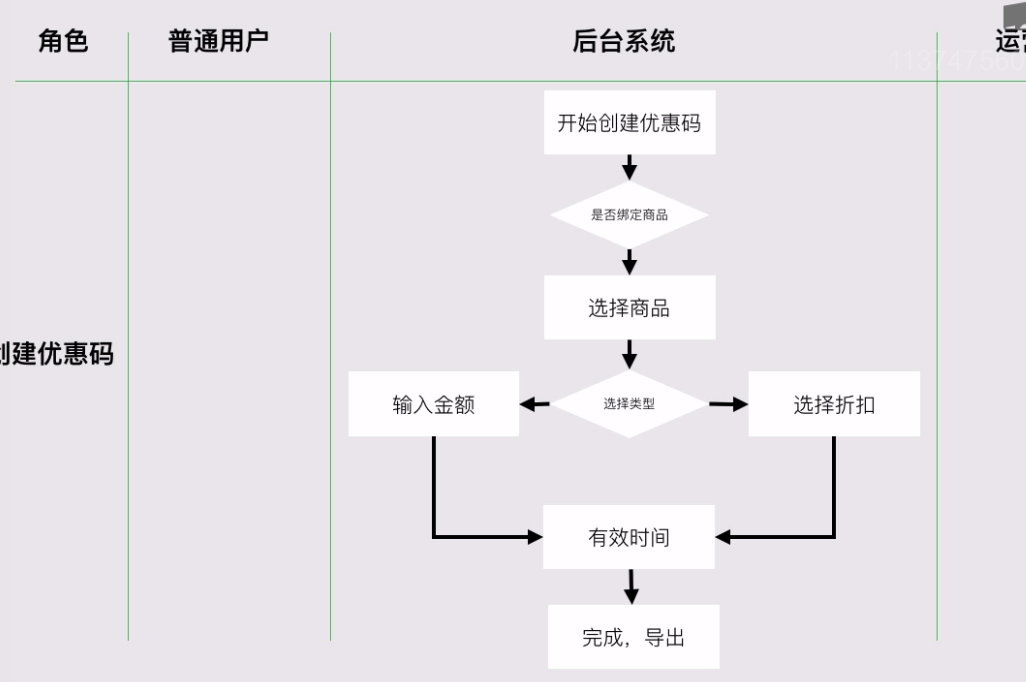 角色
普通用户
后台系统
运营
113747560
开始创建优惠码
是否绑定商品
选择商品
创建优惠码
输入金额
选择类型
选择折扣
有效时间
完成，导出